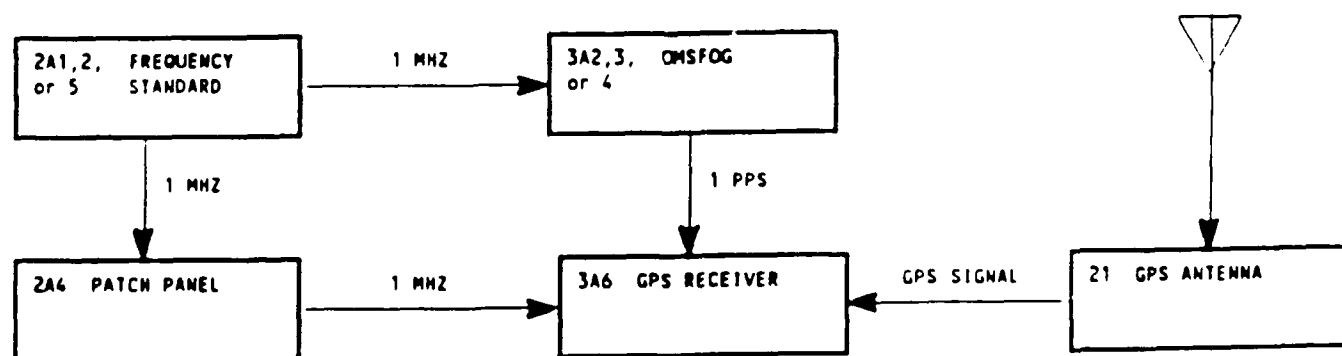 2A1,2, FREQUENCY
or 5 STANDARD
1 MHZ
3A2,3, OMSFOG
or 4
1 MHZ
1 PPS
2A4 PATCH PANEL
1 MHZ
3A6 GPS RECEIVER
GPS SIGNAL
21 GPS ANTENNA